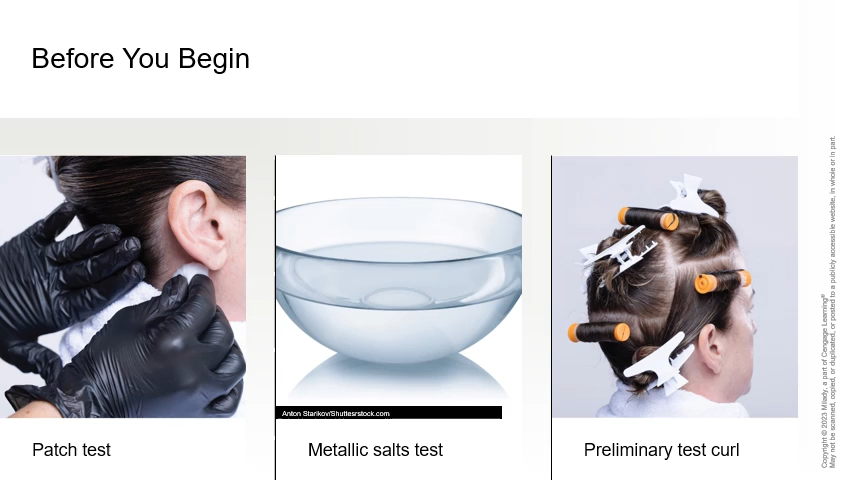 Before You Begin
Anton Starikov/Shuttesrstock.com
Patch test
Metallic salts test
Preliminary test curl
Copyright © 2023 Milady, a part of Cengage Learning®
May not be scanned, copied, or duplicated, or posted to a publicly accessible website, in whole or in part.